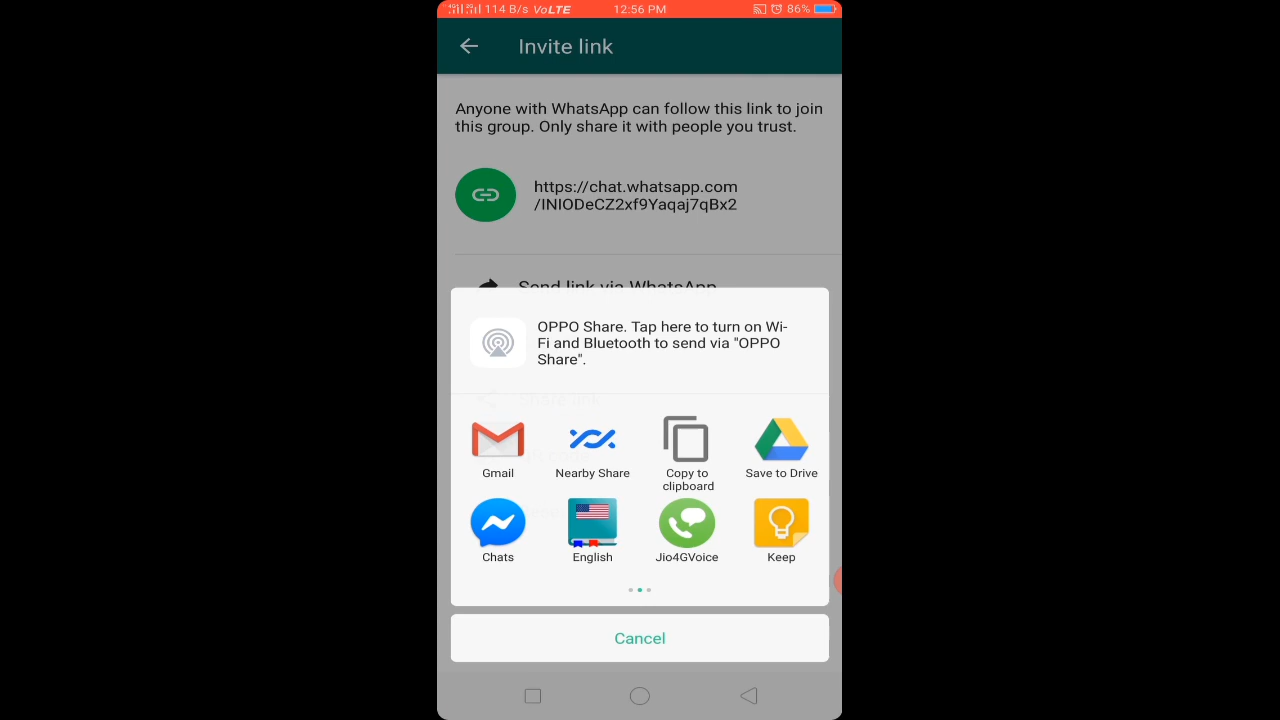 114 B/s VoLTE 12:56 PM 86%
Invite link
Anyone with WhatsApp can follow this link to join
this group. Only share it with people you trust.
https://chat.whatsapp.com
/INIODeCZ2xf9Yaqaj7qBx2
Send link via WhatsApp
OPPO Share. Tap here to turn on Wi-
Fi and Bluetooth to send via "OPPO
Share".
Share link
Gmail Nearby Share Copy to Save to Drive
clipboard
Chats English Jio4GVoice Keep
Cancel